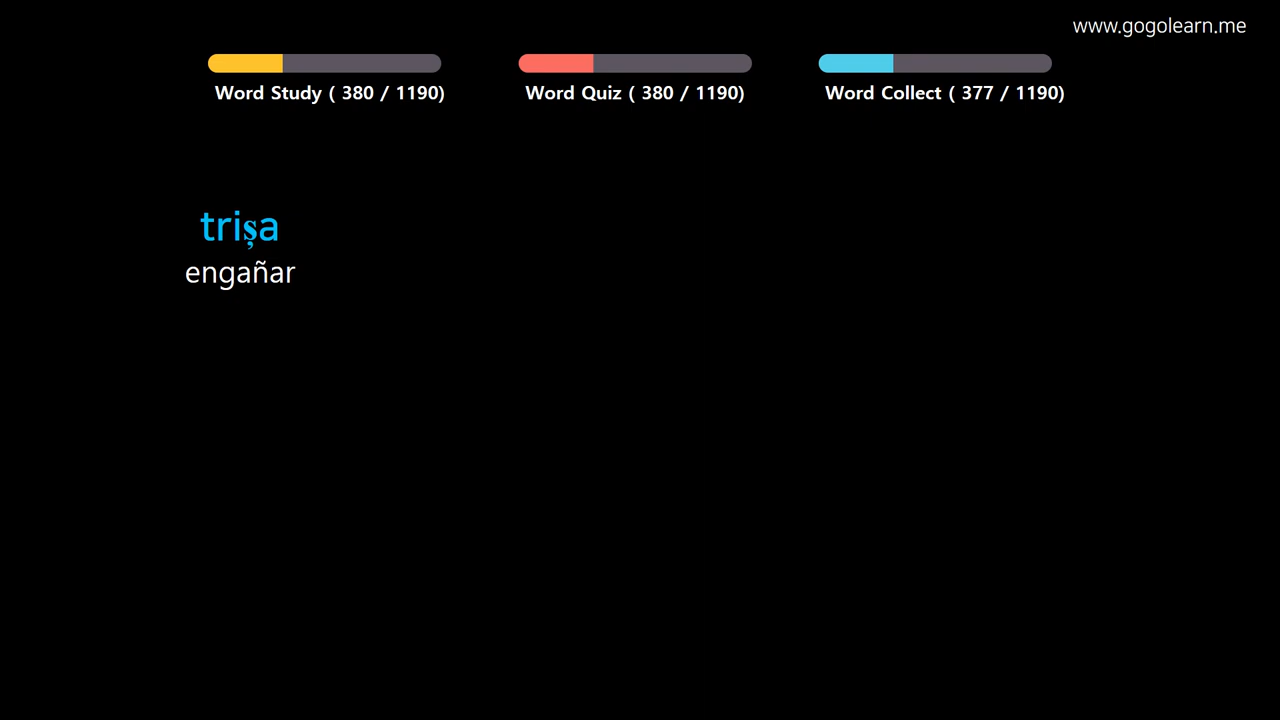 www.gogolearn.me
Word Study ( 380 / 1190)
Word Quiz ( 380 / 1190)
Word Collect ( 377 / 1190)
trișa
engañar